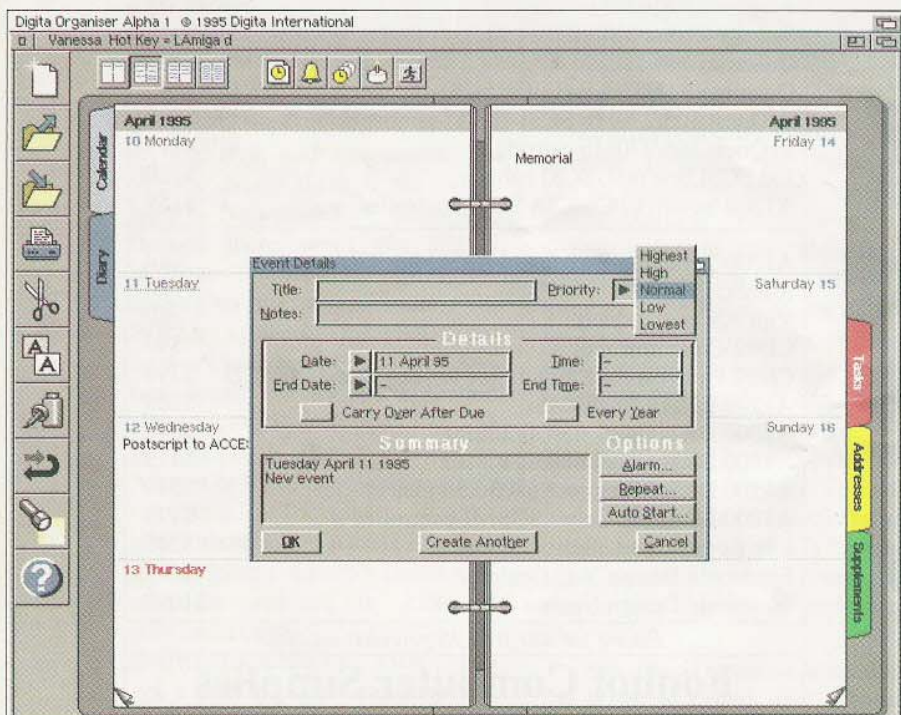 Digita Organiser Alpha 1 © 1995 Digita International
Vanessa Hot Key = LAmiga d
Calendar
Diary
April 1995
10 Monday
11 Tuesday
12 Wednesday
Postscript to ACCE
13 Thursday
April 1995
Friday 14
Memorial
Saturday 15
Sunday 16
Tasks
Addresses
Supplements
Event Details
Title:
Priority:
Highest
High
Normal
Low
Lowest
Notes:
Details
Date: 11 April 95
Time: -
End Date: -
End Time: -
Carry Over After Due
Every Year
Summary
Tuesday April 11 1995
New event
Options
Alarm...
Repeat...
Auto Start...
OK
Create Another
Cancel